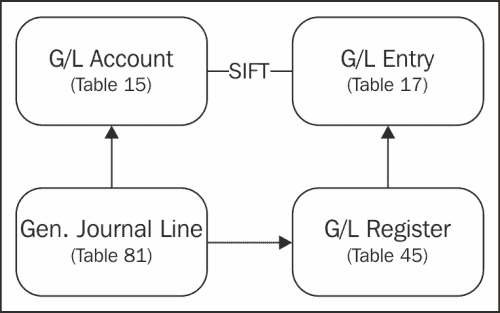 G/L Account
(Table 15)
SIFT
G/L Entry
(Table 17)
Gen. Journal Line
(Table 81)
G/L Register
(Table 45)